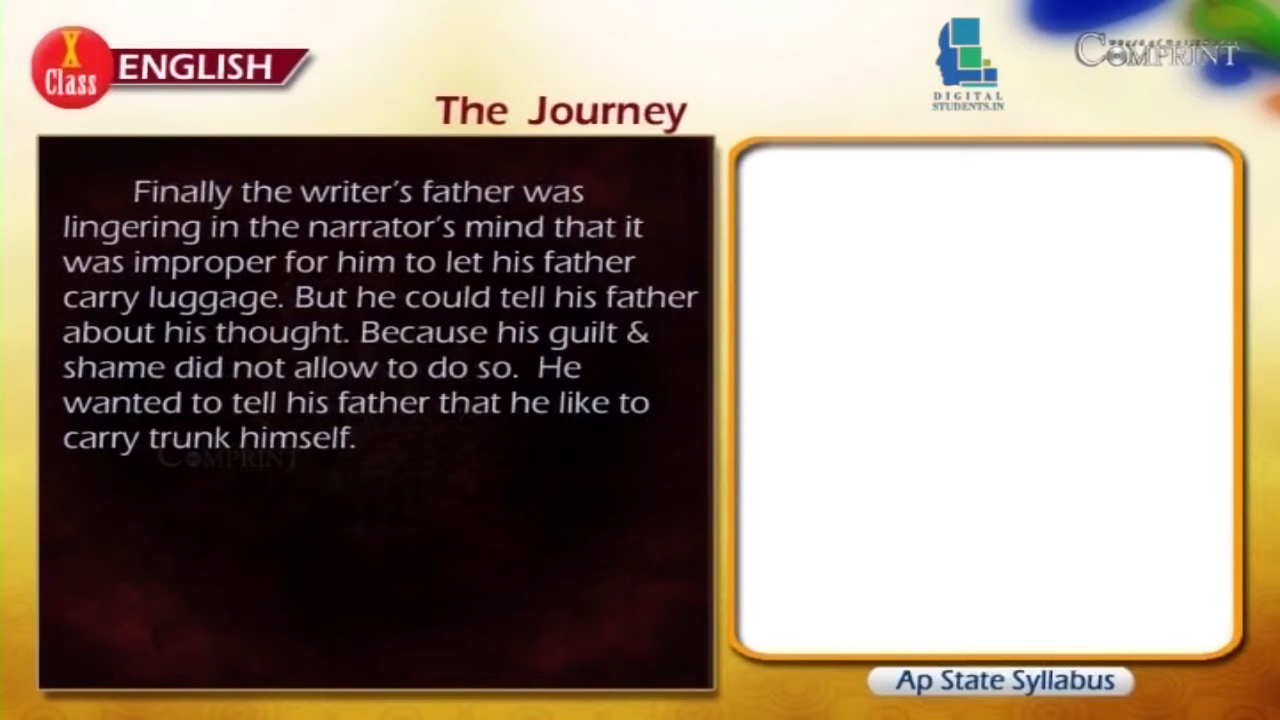 X
Class
ENGLISH
DIGITAL
STUDENTS.IN
COMPRINT
The Journey
Finally the writer's father was
lingering in the narrator's mind that it
was improper for him to let his father
carry luggage. But he could tell his father
about his thought. Because his guilt &
shame did not allow to do so. He
wanted to tell his father that he like to
carry trunk himself.
COMPRINT
Ap State Syllabus